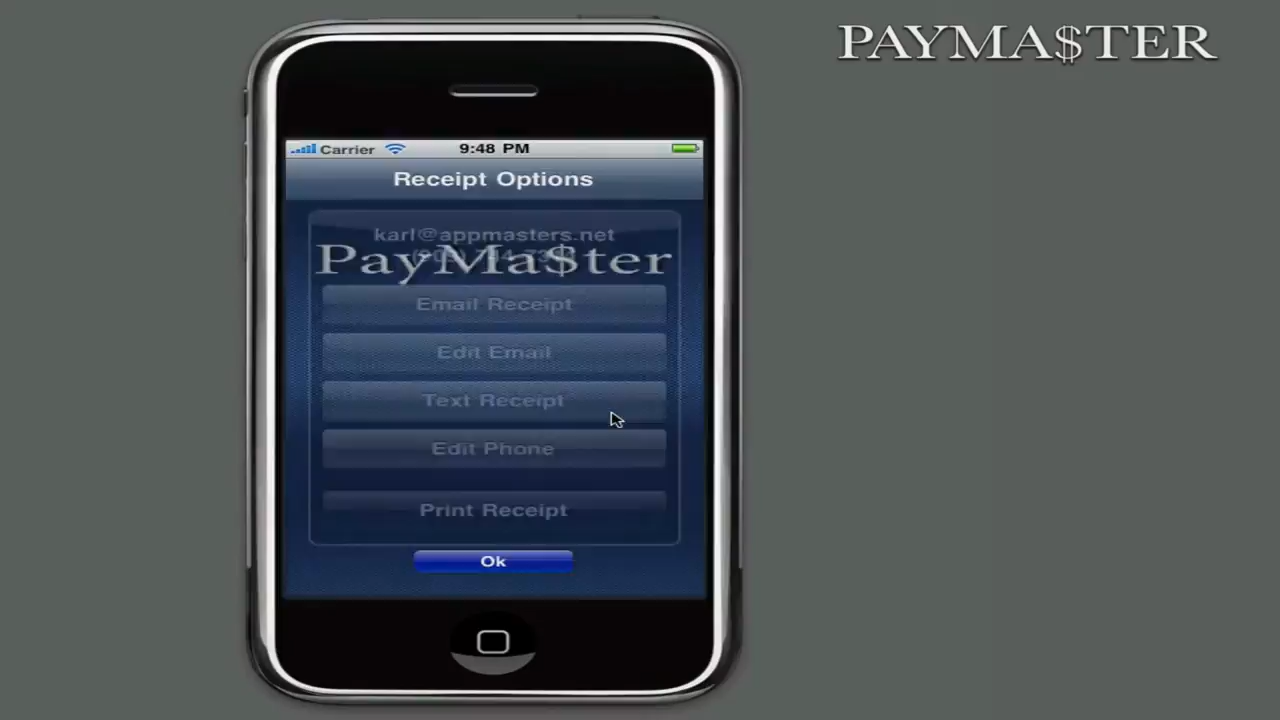 PAYMA$TER
Carrier 9:48 PM
Receipt Options
karl@appmasters.net
PayMa$ter
Email Receipt
Edit Email
Text Receipt
Edit Phone
Print Receipt
Ok